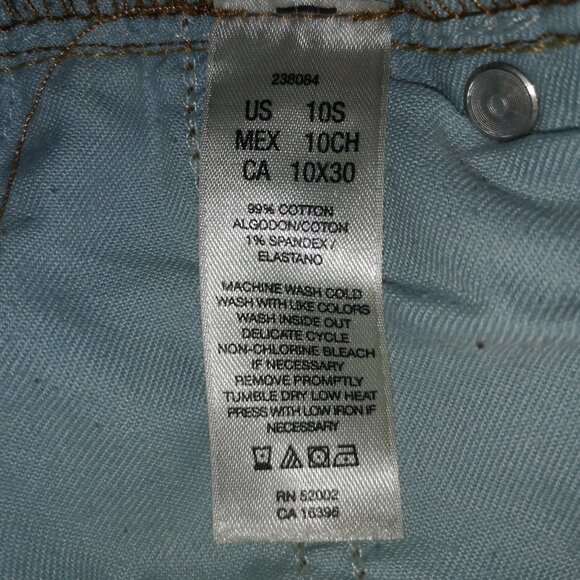 238084
US 10S
MEX 10CH
CA 10X30
99% COTTON
ALGODON/COTON
1% SPANDEX /
ELASTANO
MACHINE WASH COLD
WASH WITH LIKE COLORS
WASH INSIDE OUT
DELICATE CYCLE
NON-CHLORINE BLEACH
IF NECESSARY
REMOVE PROMPTLY
TUMBLE DRY LOW HEAT
PRESS WITH LOW IRON IF
NECESSARY
RN 52002
CA 16396